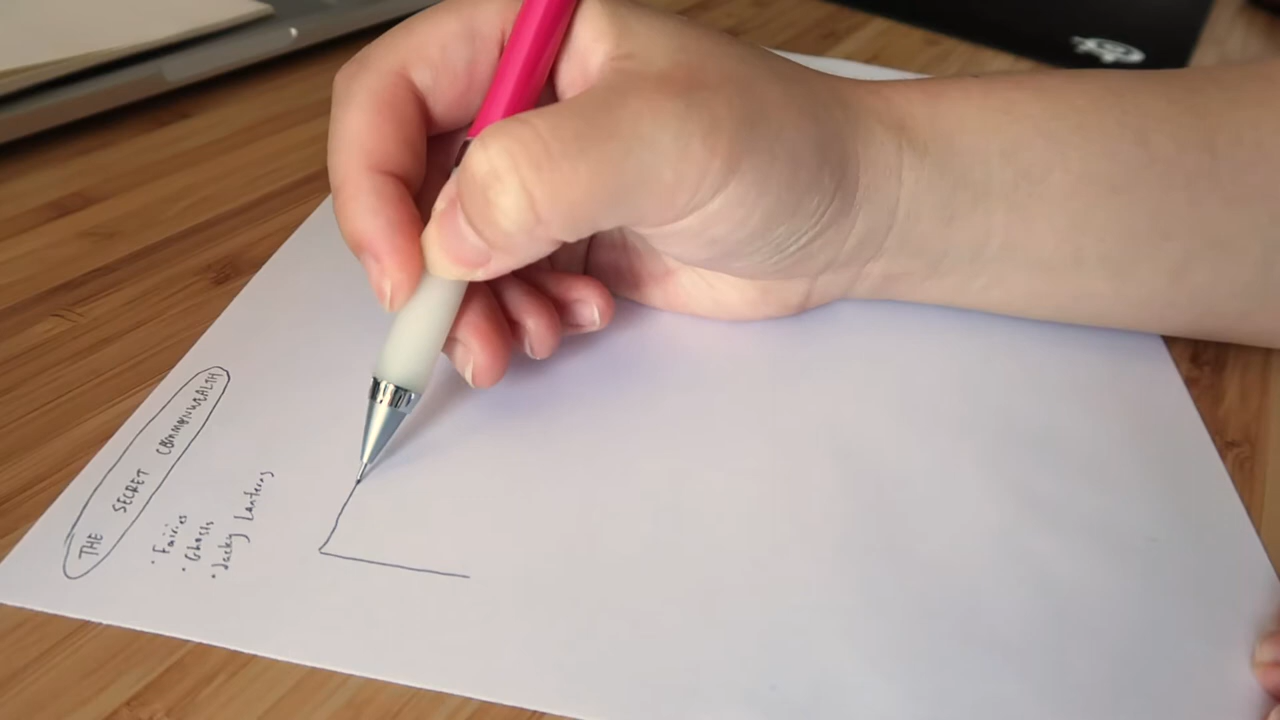 THE SECRET COMMONWEALTH
· Fairies
· Ghosts
· Jacky Lanterns